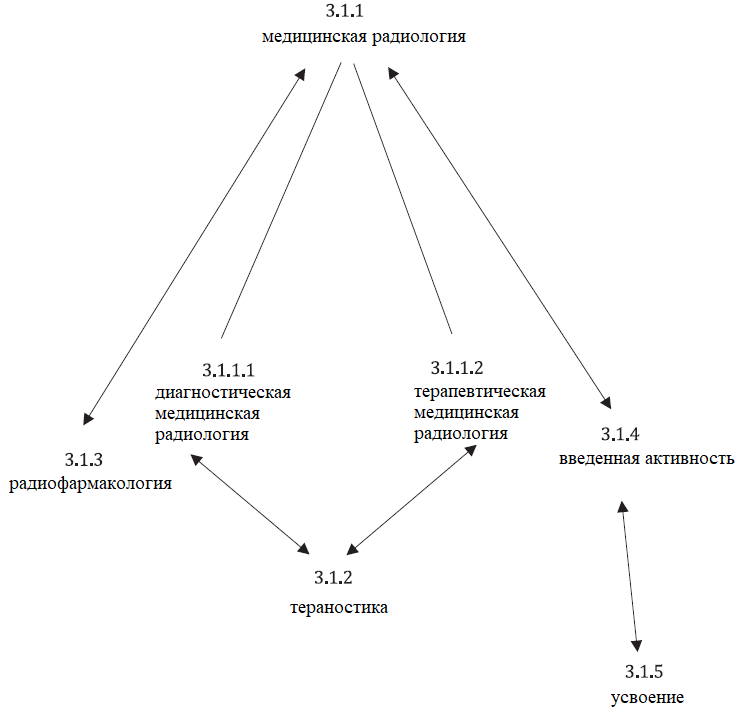 3.1.1
медицинская радиология
3.1.1.1
диагностическая
медицинская
радиология
3.1.1.2
терапевтическая
медицинская
радиология
3.1.3
радиофармакология
3.1.4
введенная активность
3.1.2
тераностика
3.1.5
усвоение